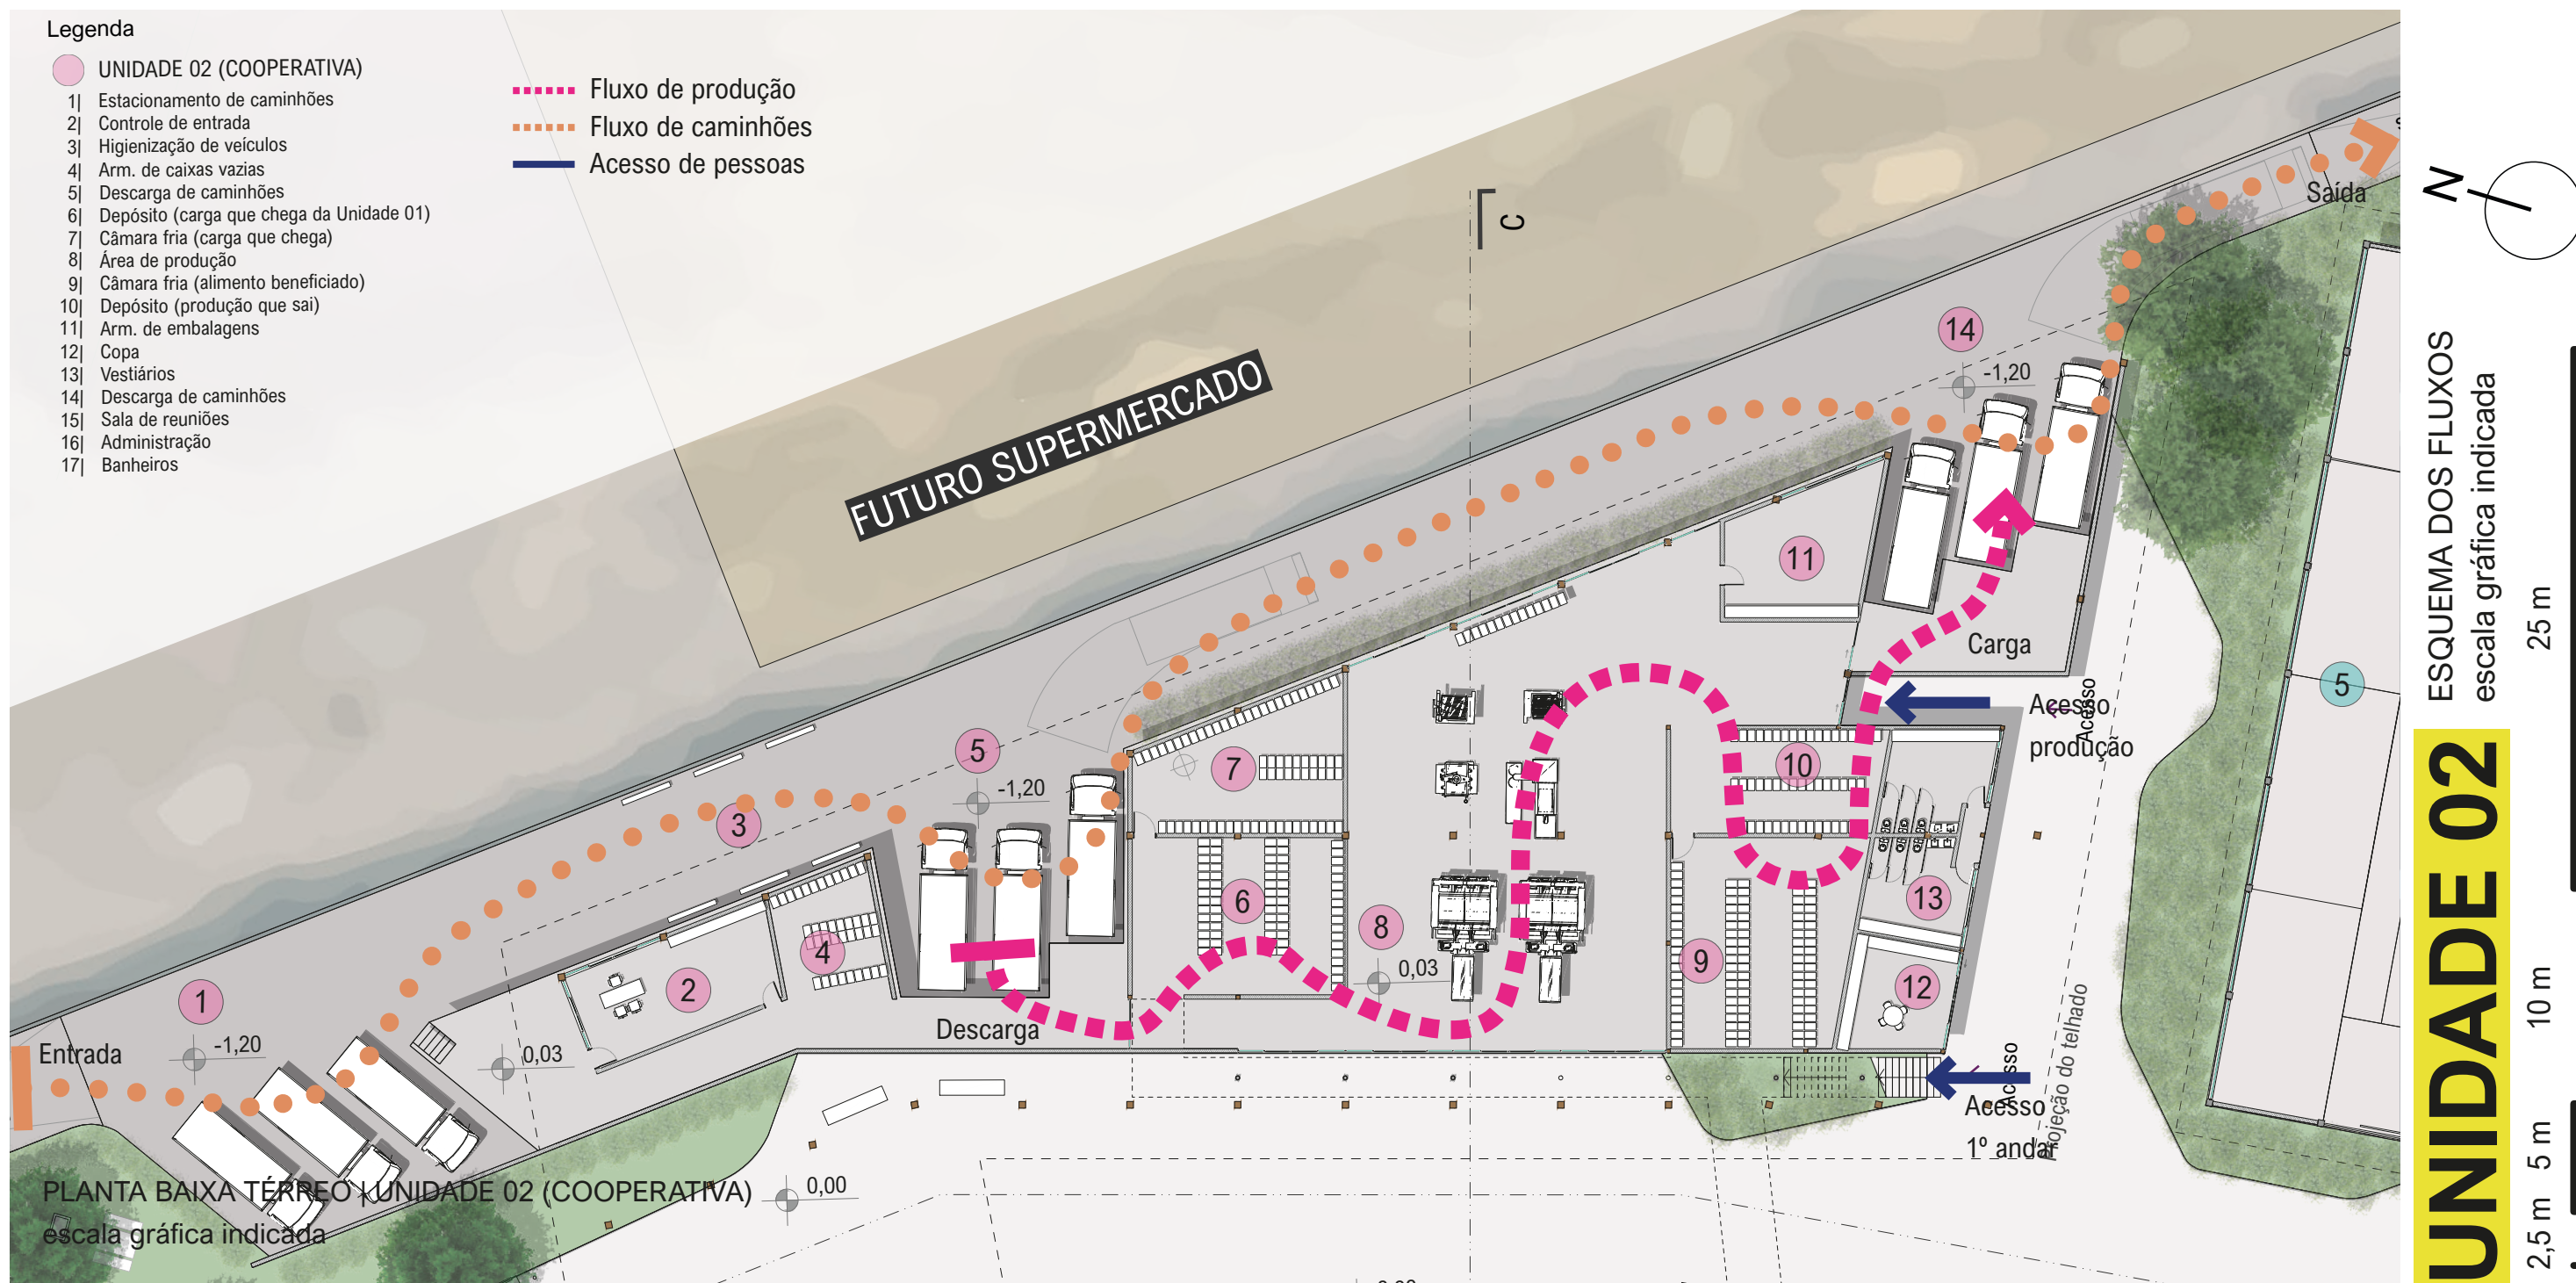 Legenda
UNIDADE 02 (COOPERATIVA)
1| Estacionamento de caminhões
2| Controle de entrada
3| Higienização de veículos
4| Arm. de caixas vazias
5| Descarga de caminhões
6| Depósito (carga que chega da Unidade 01)
7| Câmara fria (carga que chega)
8| Área de produção
9| Câmara fria (alimento beneficiado)
10| Depósito (produção que sai)
11| Arm. de embalagens
12| Copa
13| Vestiários
14| Descarga de caminhões
15| Sala de reuniões
16| Administração
17| Banheiros
Fluxo de produção
Fluxo de caminhões
Acesso de pessoas
C
Saída
FUTURO SUPERMERCADO
14
-1,20
11
Carga
Acesso
produção
Acesso
5
5
-1,20
7
10
3
6
8
0,03
13
4
2
9
12
1
-1,20
Entrada
0,03
Descarga
Acesso
Acesso
1º andar
Projeção do telhado
0,00
PLANTA BAIXA TÉRREO | UNIDADE 02 (COOPERATIVA)
escala gráfica indicada
N
ESQUEMA DOS FLUXOS
escala gráfica indicada
UNIDADE 02
2,5 m
5 m
10 m
25 m